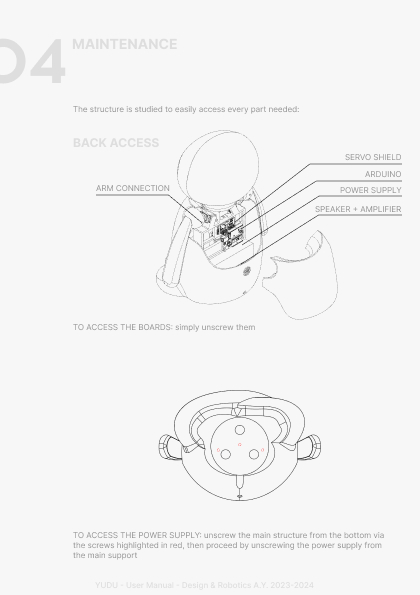 04
MAINTENANCE
The structure is studied to easily access every part needed:
BACK ACCESS
SERVO SHIELD
ARDUINO
ARM CONNECTION
POWER SUPPLY
SPEAKER + AMPLIFIER
TO ACCESS THE BOARDS: simply unscrew them
TO ACCESS THE POWER SUPPLY: unscrew the main structure from the bottom via
the screws highlighted in red, then proceed by unscrewing the power supply from
the main support
YUDU - User Manual - Design & Robotics A.Y. 2023-2024